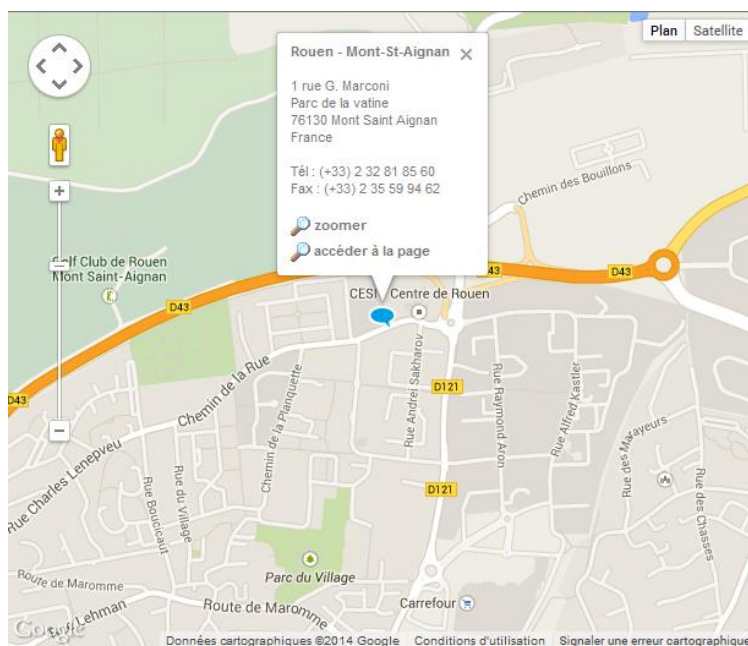 Plan
Satellite
Rouen - Mont-St-Aignan
1 rue G. Marconi
Parc de la vatine
76130 Mont Saint Aignan
France
Tél : (+33) 2 32 81 85 60
Fax : (+33) 2 35 59 94 62
zoomer
accéder à la page
Chemin des Bouillons
Golf Club de Rouen
Mont Saint-Aignan
D43
D43
D43
D43
CESI - Centre de Rouen
Chemin de la Rue
Chemin de la Planquette
Rue Andreï Sakharov
D121
Rue Raymond Aron
Rue Alfred Kastler
Rue des Marayeurs
Rue des Chasses
Rue Charles Lenepveu
Rue Boucicaut
Rue du Village
D121
Parc du Village
Route de Maromme
Route de Maromme
Lehman
Carrefour
Google
Données cartographiques ©2014 Google
Conditions d'utilisation
Signaler une erreur cartographique